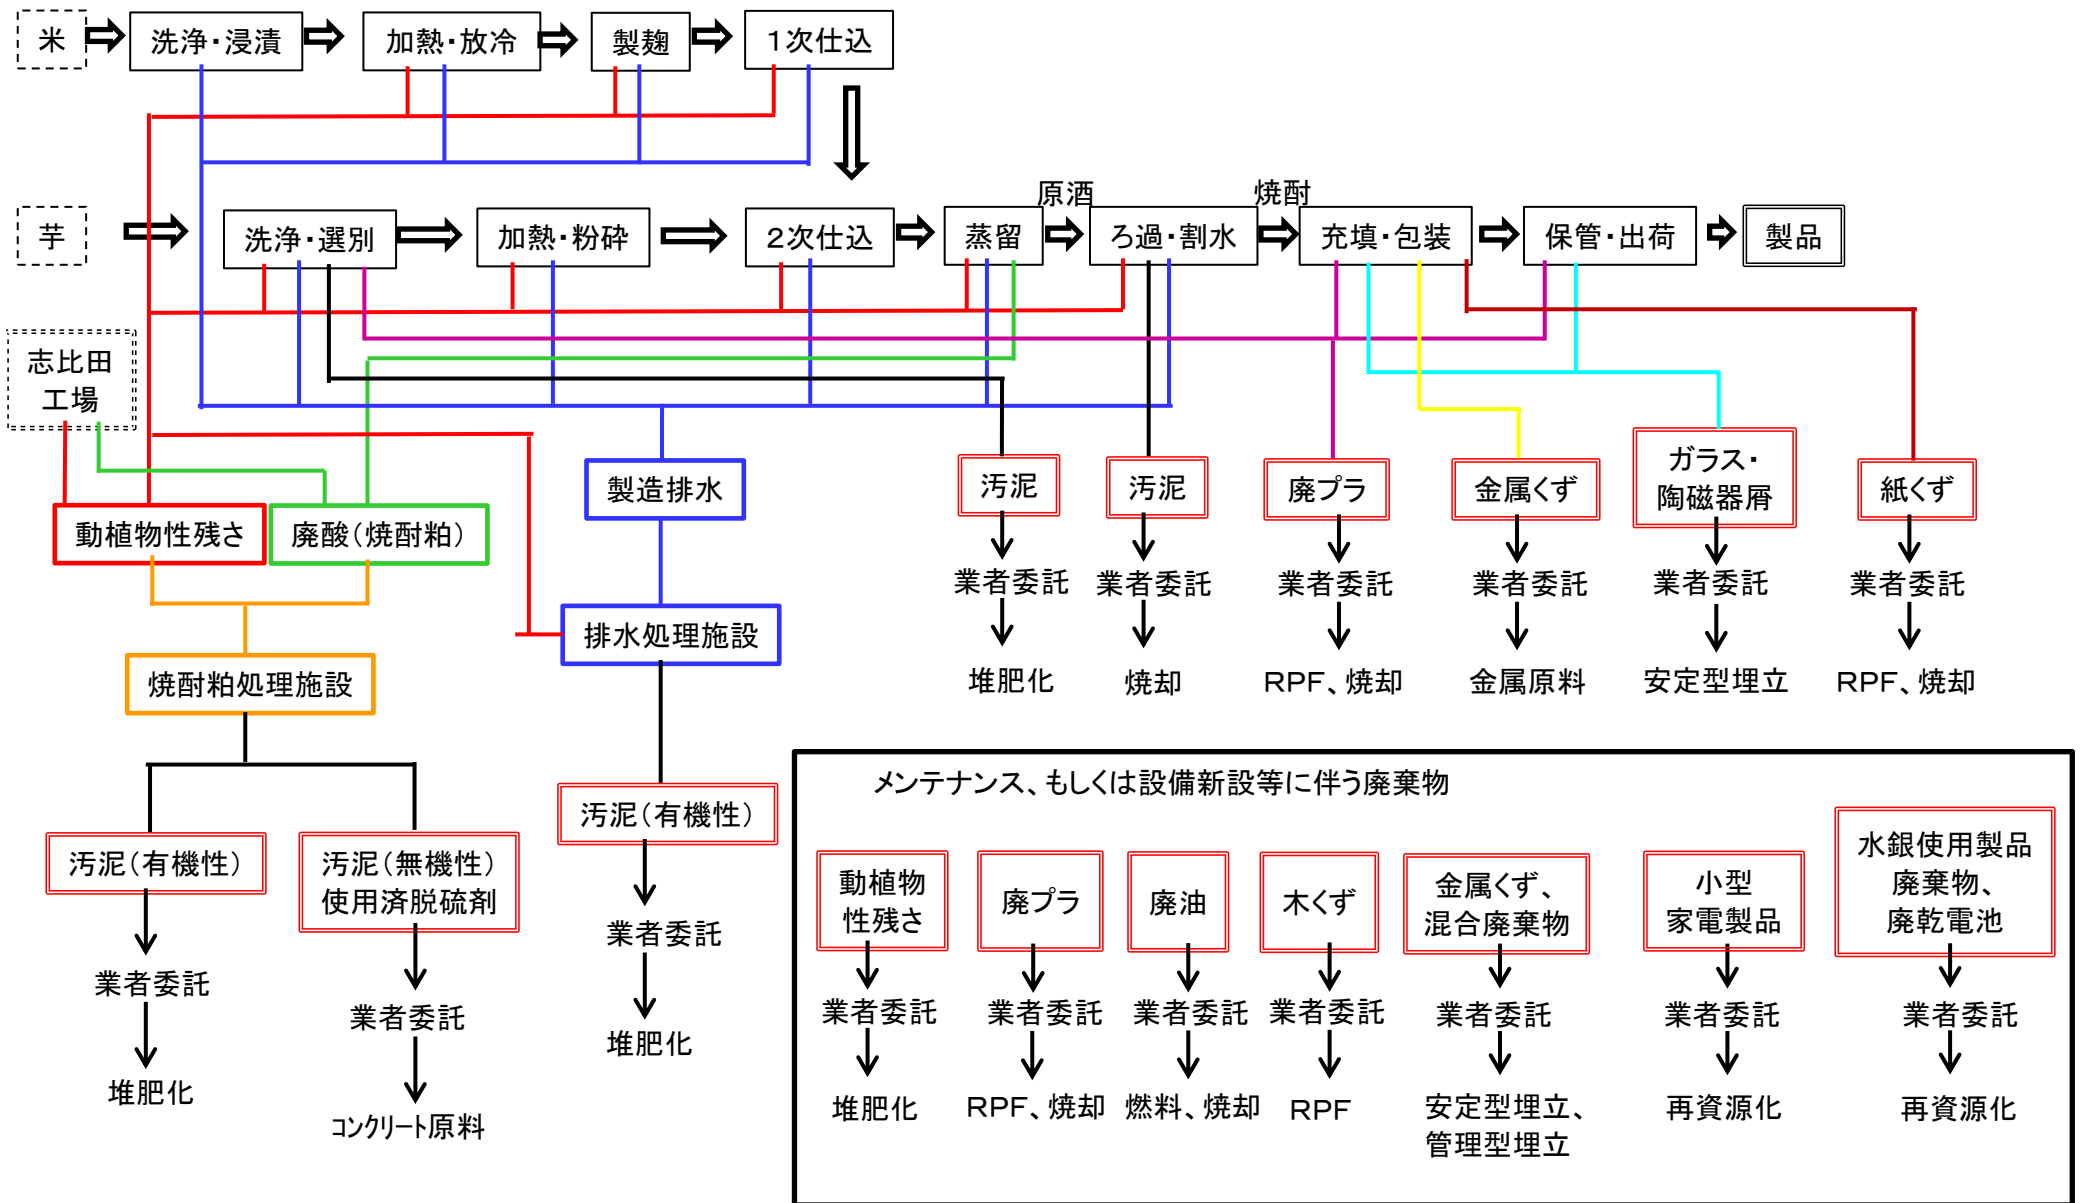 米
洗浄・浸漬
加熱・放冷
製麹
1次仕込
芋
洗浄・選別
加熱・粉砕
2次仕込
蒸留
原酒
ろ過・割水
焼酎
充填・包装
保管・出荷
製品
志比田
工場
動植物性残さ
廃酸(焼酎粕)
製造排水
汚泥
汚泥
廃プラ
金属くず
ガラス・
陶磁器屑
紙くず
業者委託
業者委託
業者委託
業者委託
業者委託
業者委託
排水処理施設
焼酎粕処理施設
堆肥化
焼却
RPF、焼却
金属原料
安定型埋立
RPF、焼却
汚泥(有機性)
汚泥(無機性)
使用済脱硫剤
汚泥(有機性)
業者委託
業者委託
業者委託
堆肥化
コンクリート原料
堆肥化
メンテナンス、もしくは設備新設等に伴う廃棄物
動植物
性残さ
廃プラ
廃油
木くず
金属くず、
混合廃棄物
小型
家電製品
水銀使用製品
廃棄物、
廃乾電池
業者委託
業者委託
業者委託
業者委託
業者委託
業者委託
業者委託
堆肥化
RPF、焼却
燃料、焼却
RPF
安定型埋立、
管理型埋立
再資源化
再資源化